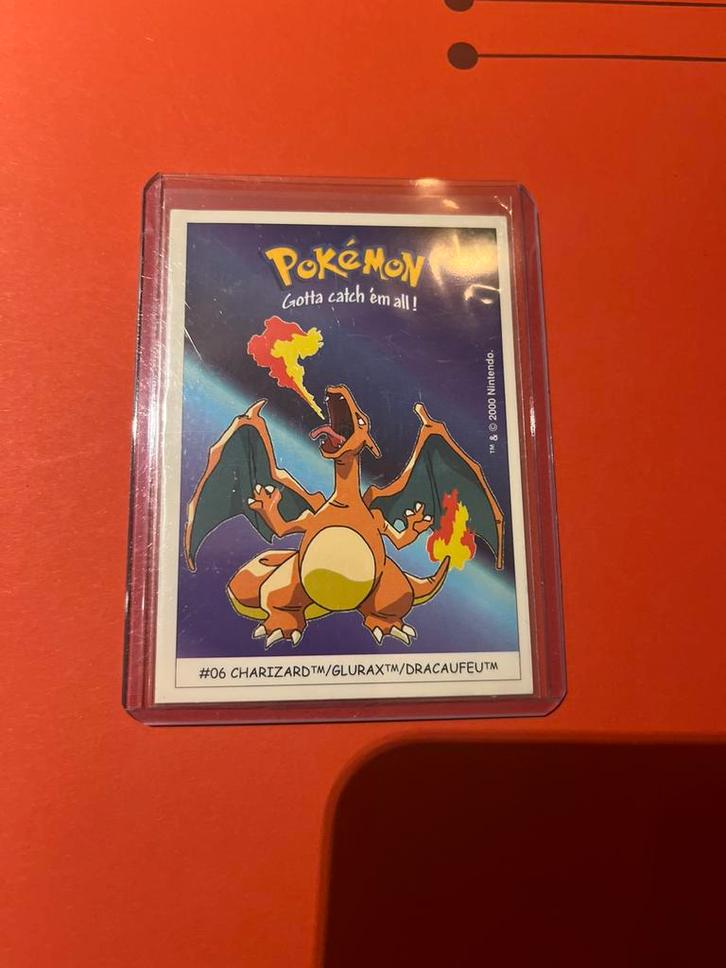 POKéMON
Gotta catch 'em all!
™ & © 2000 Nintendo.
#06 CHARIZARD™/GLURAX™/DRACAUFEU™